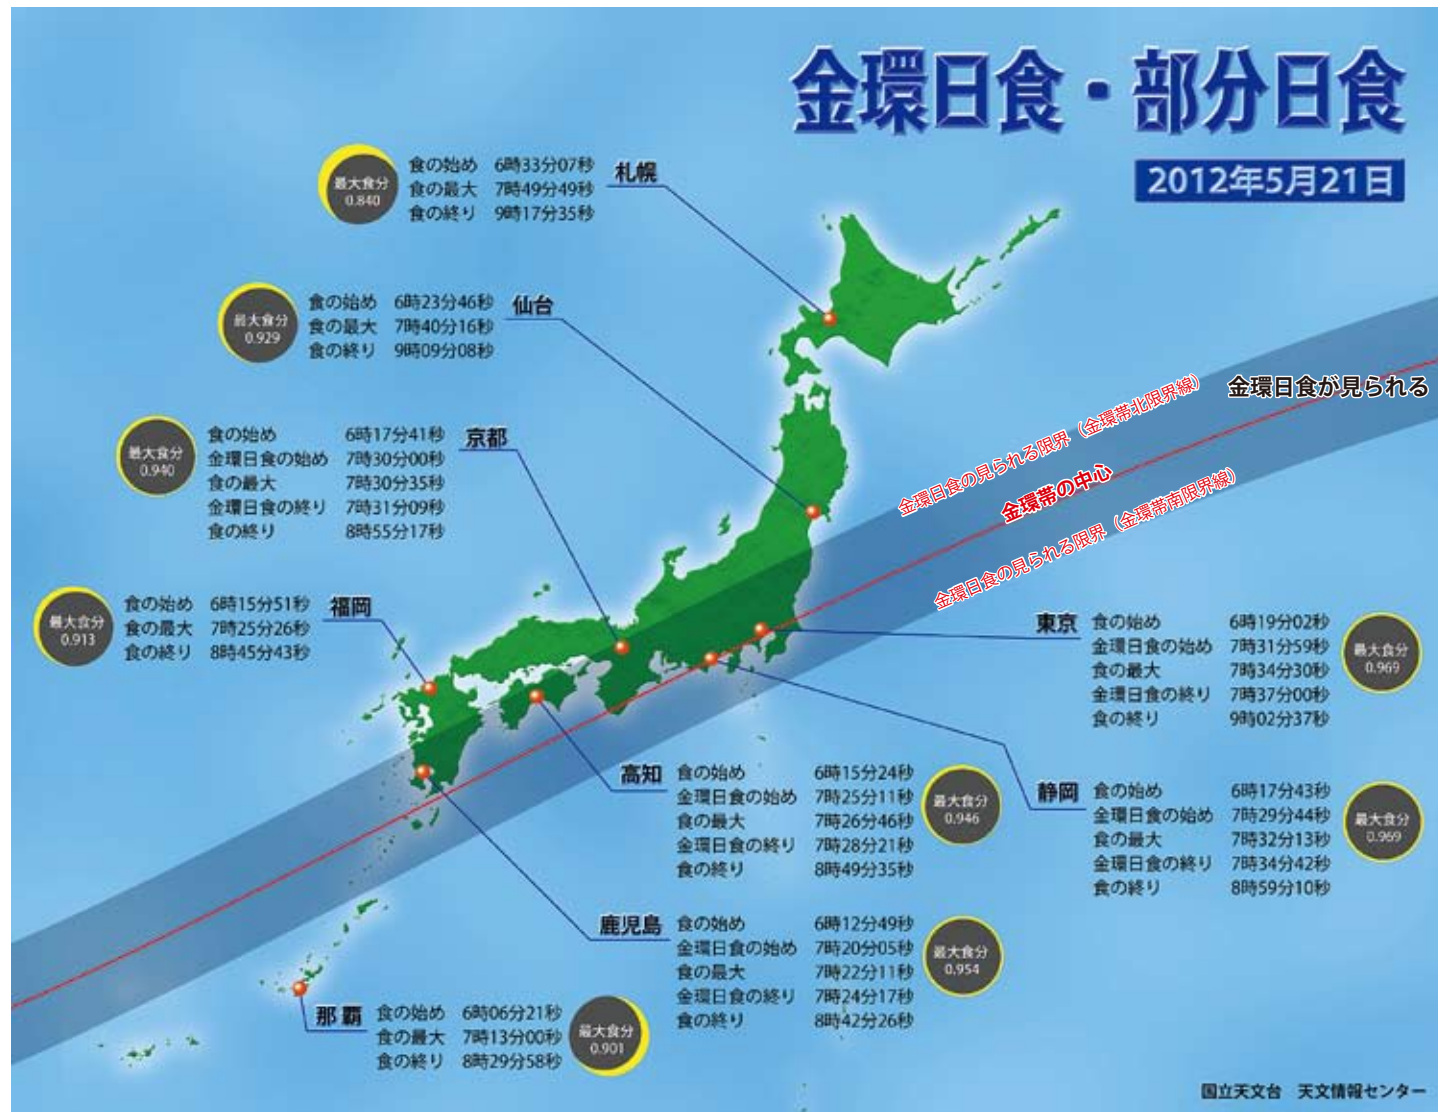 金環日食・部分日食
2012年5月21日
最大食分
0.840
食の始め 6時33分07秒
食の最大 7時49分49秒
食の終り 9時17分35秒
札幌
最大食分
0.929
食の始め 6時23分46秒
食の最大 7時40分16秒
食の終り 9時09分08秒
仙台
金環日食が見られる
金環日食の見られる限界（金環帯北限界線）
金環帯の中心
金環日食の見られる限界（金環帯南限界線）
最大食分
0.940
食の始め 6時17分41秒
金環日食の始め 7時30分00秒
食の最大 7時30分35秒
金環日食の終り 7時31分09秒
食の終り 8時55分17秒
京都
最大食分
0.913
食の始め 6時15分51秒
食の最大 7時25分26秒
食の終り 8時45分43秒
福岡
東京
食の始め 6時19分02秒
金環日食の始め 7時31分59秒
食の最大 7時34分30秒
金環日食の終り 7時37分00秒
食の終り 9時02分37秒
最大食分
0.969
高知
食の始め 6時15分24秒
金環日食の始め 7時25分11秒
食の最大 7時26分46秒
金環日食の終り 7時28分21秒
食の終り 8時49分35秒
最大食分
0.946
静岡
食の始め 6時17分43秒
金環日食の始め 7時29分44秒
食の最大 7時32分13秒
金環日食の終り 7時34分42秒
食の終り 8時59分10秒
最大食分
0.969
鹿児島
食の始め 6時12分49秒
金環日食の始め 7時20分05秒
食の最大 7時22分11秒
金環日食の終り 7時24分17秒
食の終り 8時42分26秒
最大食分
0.954
那覇
食の始め 6時06分21秒
食の最大 7時13分00秒
食の終り 8時29分58秒
最大食分
0.901
国立天文台 天文情報センター